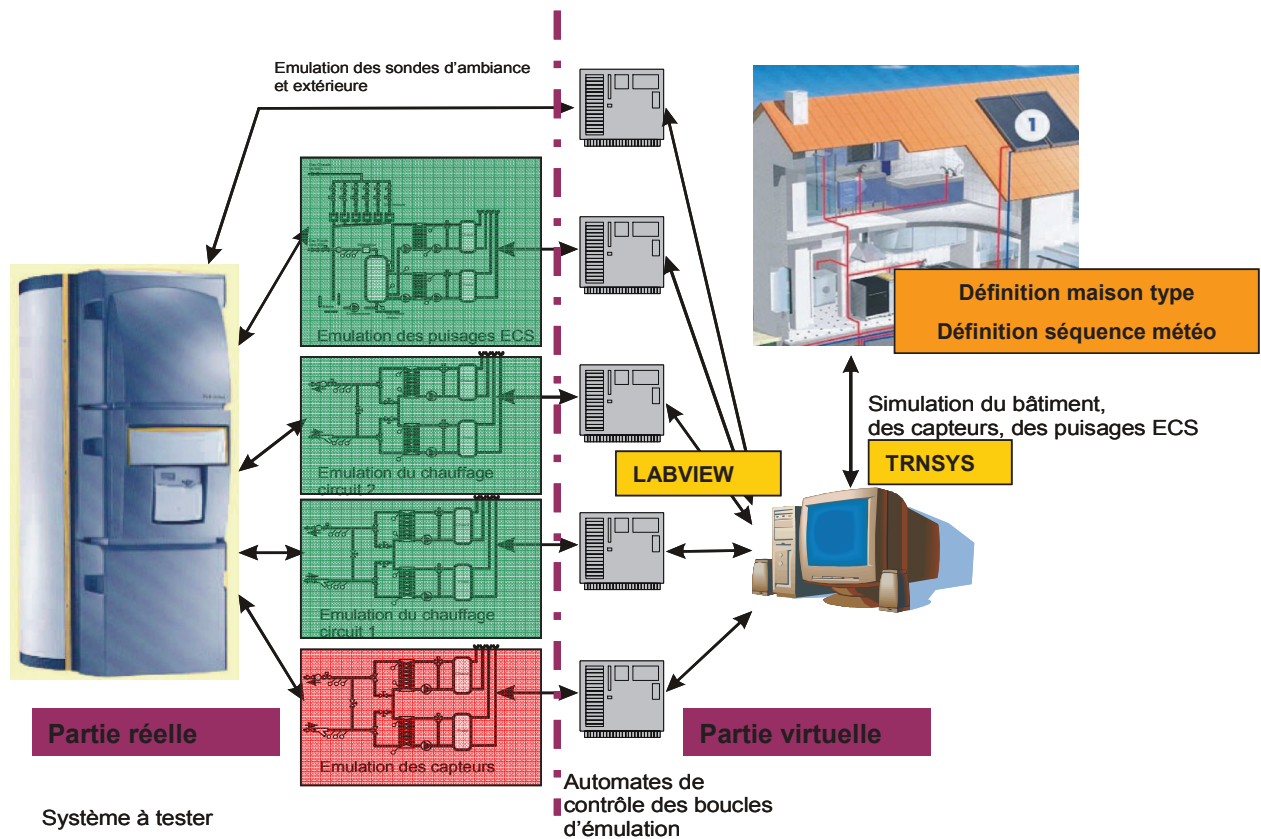 Emulation des sondes d'ambiance
et extérieure
1
Définition maison type
Définition séquence météo
Emulation des puisages ECS
Simulation du bâtiment,
des capteurs, des puisages ECS
TRNSYS
LABVIEW
Emulation du chauffage
circuit 2
Emulation du chauffage
circuit 1
Emulation des capteurs
Partie réelle
Partie virtuelle
Automates de
contrôle des boucles
d'émulation
Système à tester